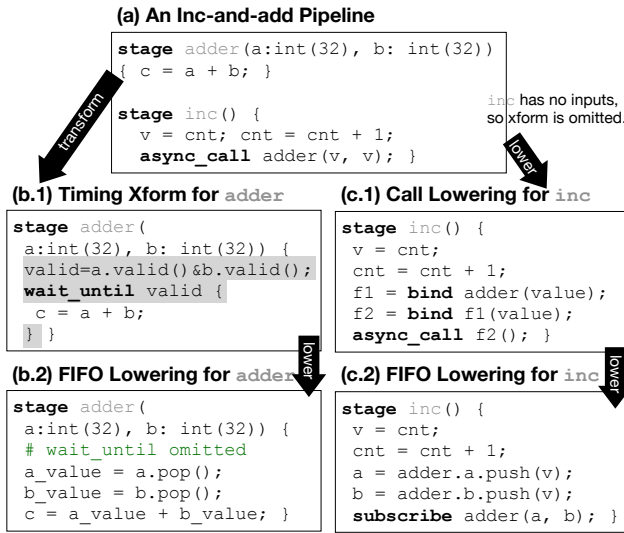 (a) An Inc-and-add Pipeline
stage adder(a:int(32), b: int(32))
{ c = a + b; }
stage inc() {
v = cnt; cnt = cnt + 1;
async_call adder(v, v); }
transform
inc has no inputs,
so xform is omitted.
lower
(b.1) Timing Xform for adder
stage adder(
a:int(32), b: int(32)) {
valid=a.valid()&b.valid();
wait_until valid {
c = a + b;
} }
lower
(c.1) Call Lowering for inc
stage inc() {
v = cnt;
cnt = cnt + 1;
f1 = bind adder(value);
f2 = bind f1(value);
async_call f2(); }
lower
(b.2) FIFO Lowering for adder
stage adder(
a:int(32), b: int(32)) {
# wait_until omitted
a_value = a.pop();
b_value = b.pop();
c = a_value + b_value; }
(c.2) FIFO Lowering for inc
stage inc() {
v = cnt;
cnt = cnt + 1;
a = adder.a.push(v);
b = adder.b.push(v);
subscribe adder(a, b); }